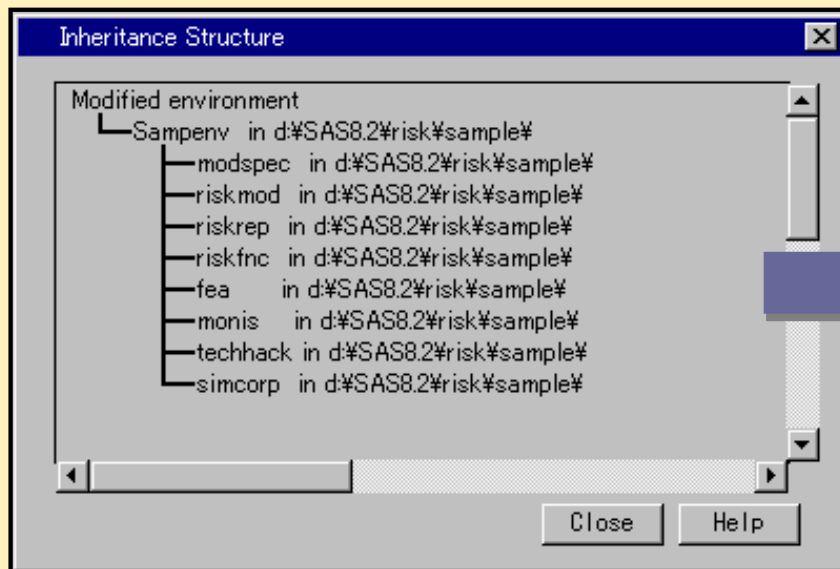 Inheritance Structure
Modified environment
Sampenv in d:¥SAS8.2¥risk¥sample¥
modspec in d:¥SAS8.2¥risk¥sample¥
riskmod in d:¥SAS8.2¥risk¥sample¥
riskrep in d:¥SAS8.2¥risk¥sample¥
riskfnc in d:¥SAS8.2¥risk¥sample¥
fea in d:¥SAS8.2¥risk¥sample¥
monis in d:¥SAS8.2¥risk¥sample¥
techhack in d:¥SAS8.2¥risk¥sample¥
simcorp in d:¥SAS8.2¥risk¥sample¥
Close Help